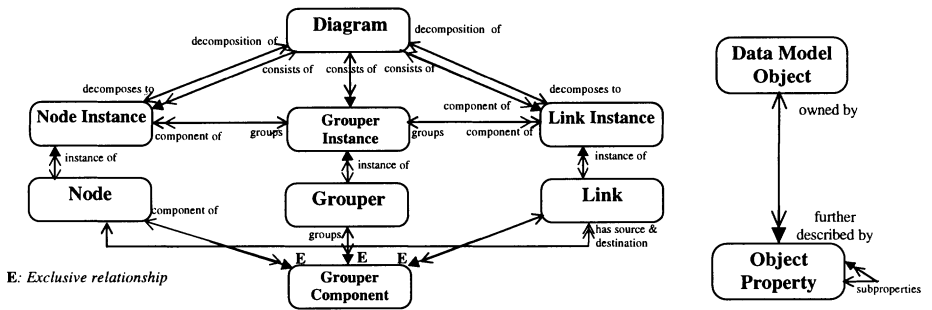 Diagram
decomposition of
decomposition of
consists of
consists of
consists of
decomposes to
decomposes to
Node Instance
component of
groups
Grouper
Instance
groups
component of
component of
Link Instance
instance of
instance of
instance of
Node
component of
Grouper
Link
groups
has source &
destination
E
E
E
Grouper
Component
E: Exclusive relationship
Data Model
Object
owned by
further
described by
Object
Property
subproperties